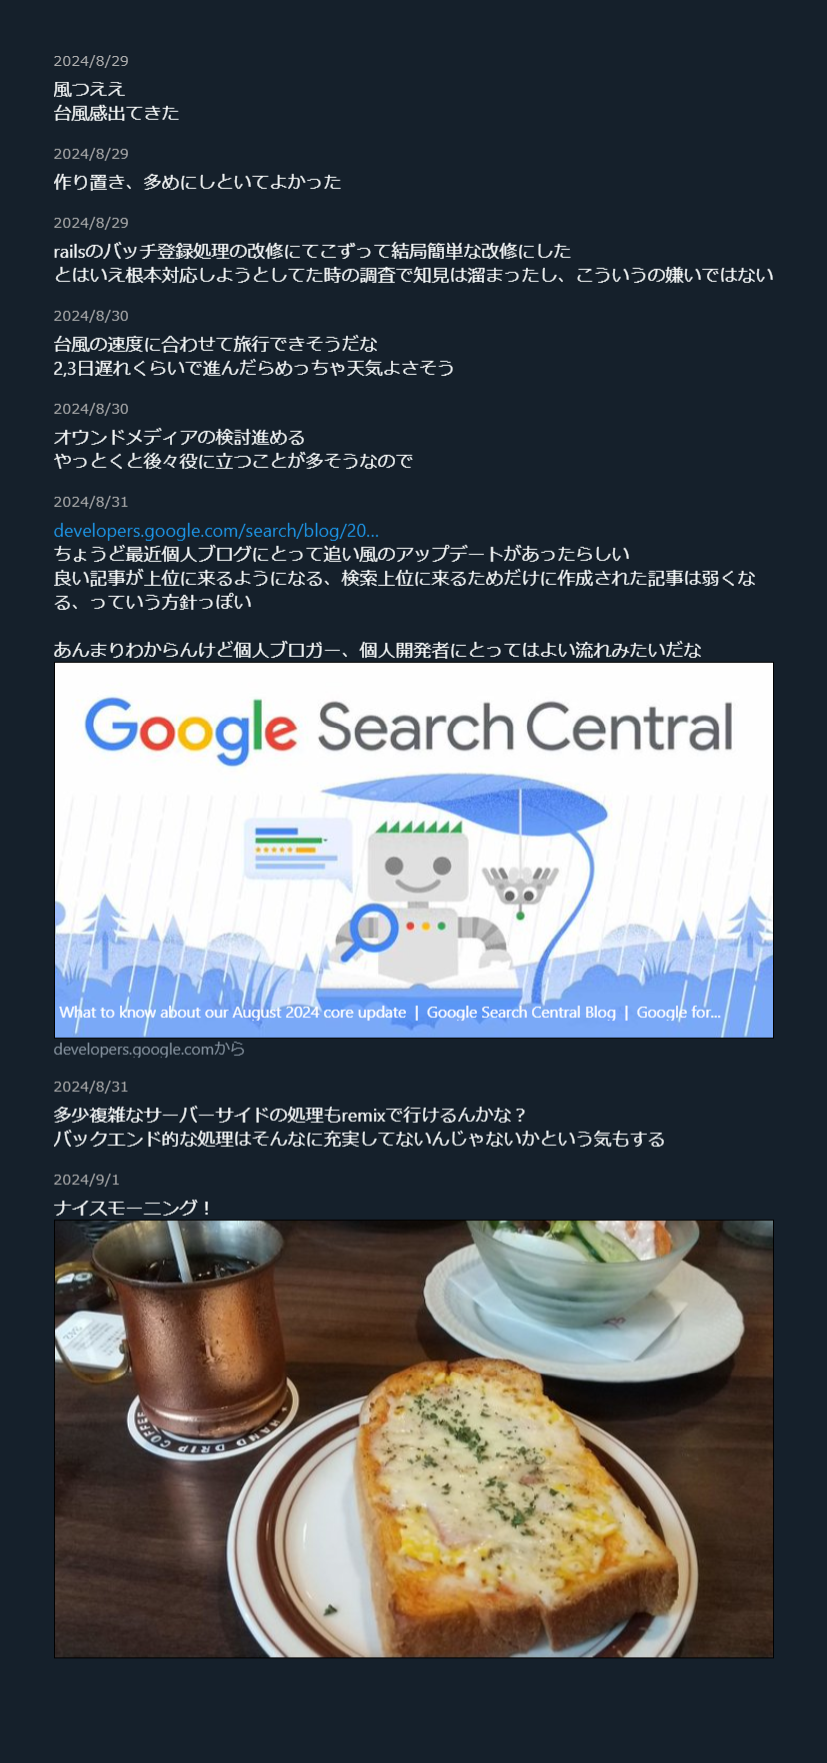 2024/8/29
風つええ
台風感出てきた
2024/8/29
作り置き、多めにしといてよかった
2024/8/29
railsのバッチ登録処理の改修にてこずって結局簡単な改修にした
とはいえ根本対応しようとしてた時の調査で知見は溜まったし、こういうの嫌いではない
2024/8/30
台風の速度に合わせて旅行できそうだな
2,3日遅れくらいで進んだらめっちゃ天気よさそう
2024/8/30
オウンドメディアの検討進める
やっとくと後々役に立つことが多そうなので
2024/8/31
developers.google.com/search/blog/20...
ちょうど最近個人ブログにとって追い風のアップデートがあったらしい
良い記事が上位に来るようになる、検索上位に来るためだけに作成された記事は弱くな
る、っていう方針っぽい
あんまりわからんけど個人ブロガー、個人開発者にとってはよい流れみたいだな
Google Search Central
What to know about our August 2024 core update | Google Search Central Blog | Google for...
developers.google.comから
2024/8/31
多少複雑なサーバーサイドの処理もremixで行けるんかな？
バックエンド的な処理はそんなに充実してないんじゃないかという気もする
2024/9/1
ナイスモーニング！
HAND DRIP COFFEE